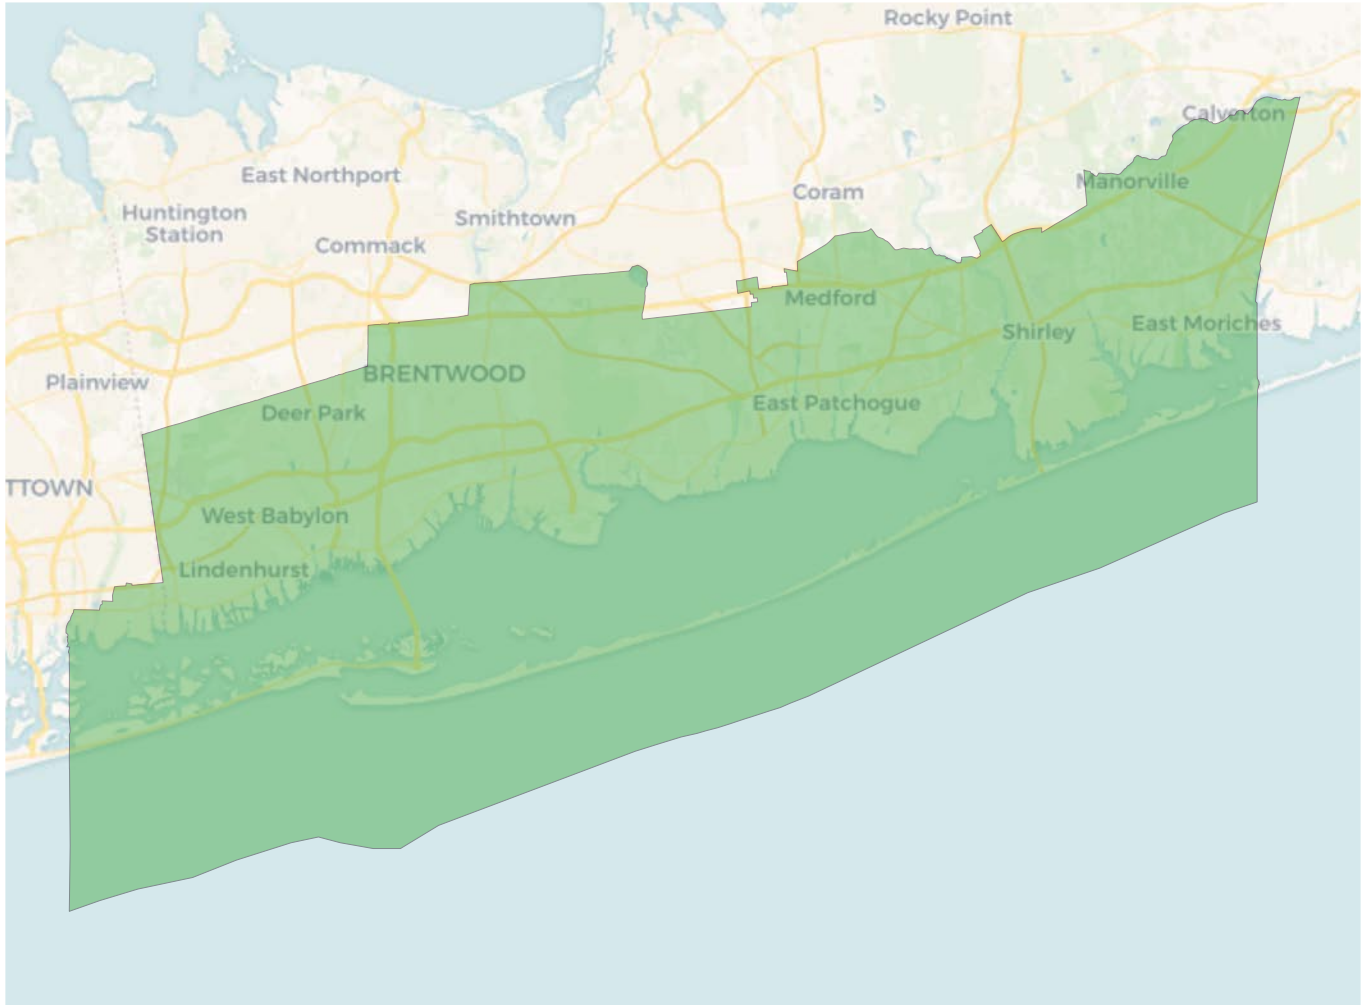 Rocky Point
Calverton
East Northport
Manorville
Coram
Huntington
Station
Smithtown
Commack
Medford
East Moriches
Shirley
BRENTWOOD
Plainview
East Patchogue
Deer Park
TTOWN
West Babylon
Lindenhurst